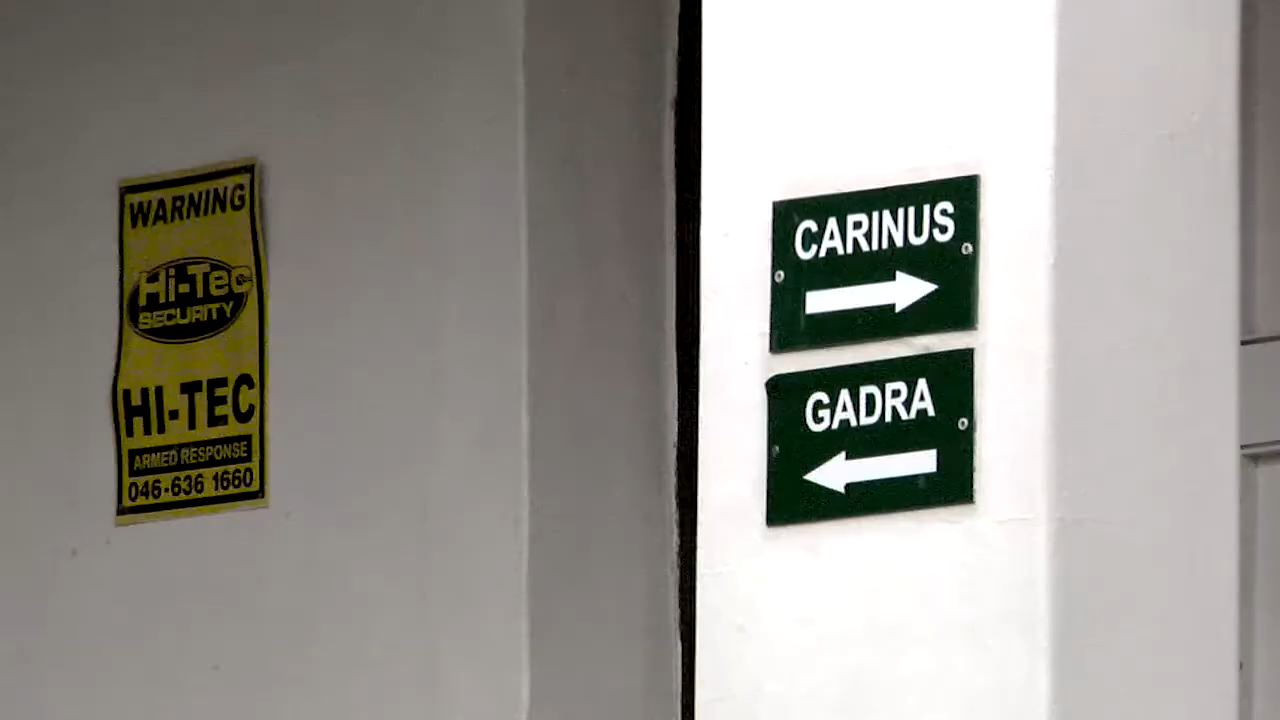 WARNING
Hi-Tec
SECURITY
HI-TEC
ARMED RESPONSE
046-636 1660
CARINUS
GADRA